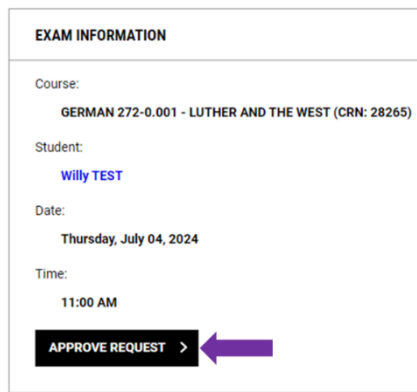 EXAM INFORMATION
Course:
GERMAN 272-0.001 - LUTHER AND THE WEST (CRN: 28265)
Student:
Willy TEST
Date:
Thursday, July 04, 2024
Time:
11:00 AM
APPROVE REQUEST >